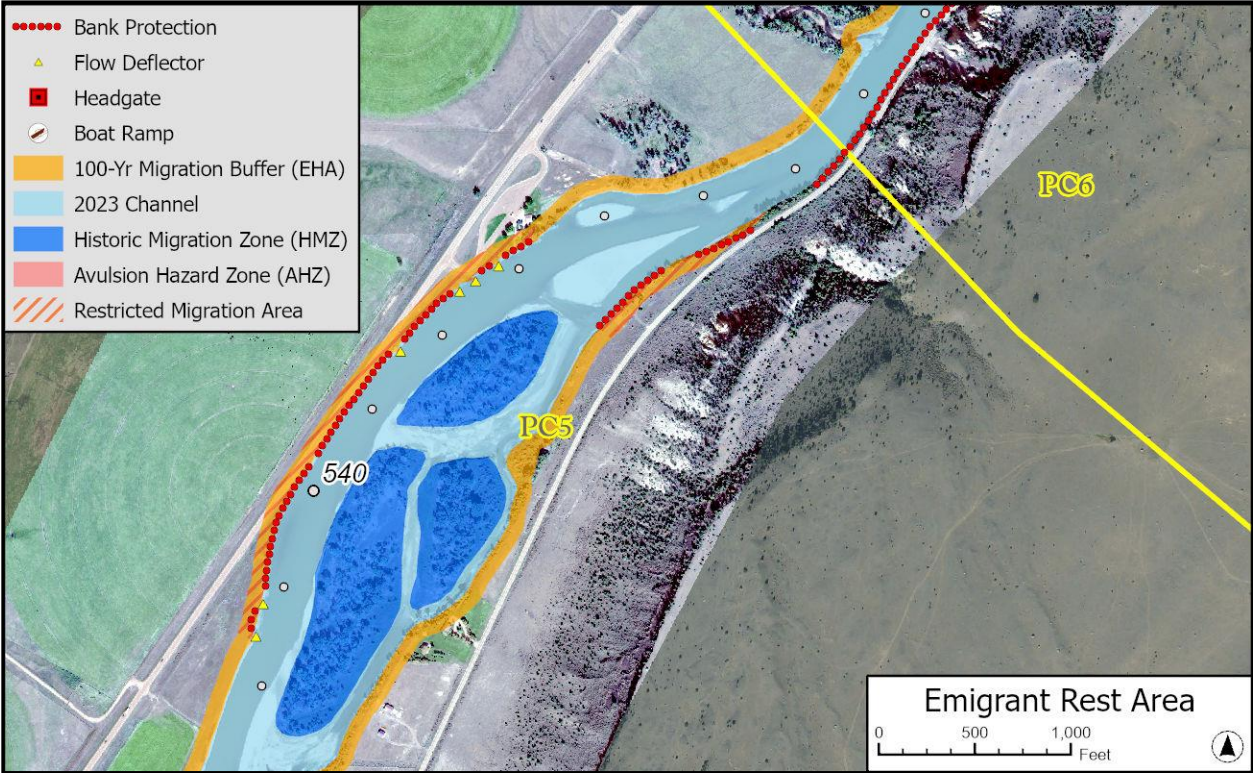 Bank Protection
Flow Deflector
Headgate
Boat Ramp
100-Yr Migration Buffer (EHA)
2023 Channel
Historic Migration Zone (HMZ)
Avulsion Hazard Zone (AHZ)
Restricted Migration Area
PC6
PC5
540
Emigrant Rest Area
0 500 1,000
Feet